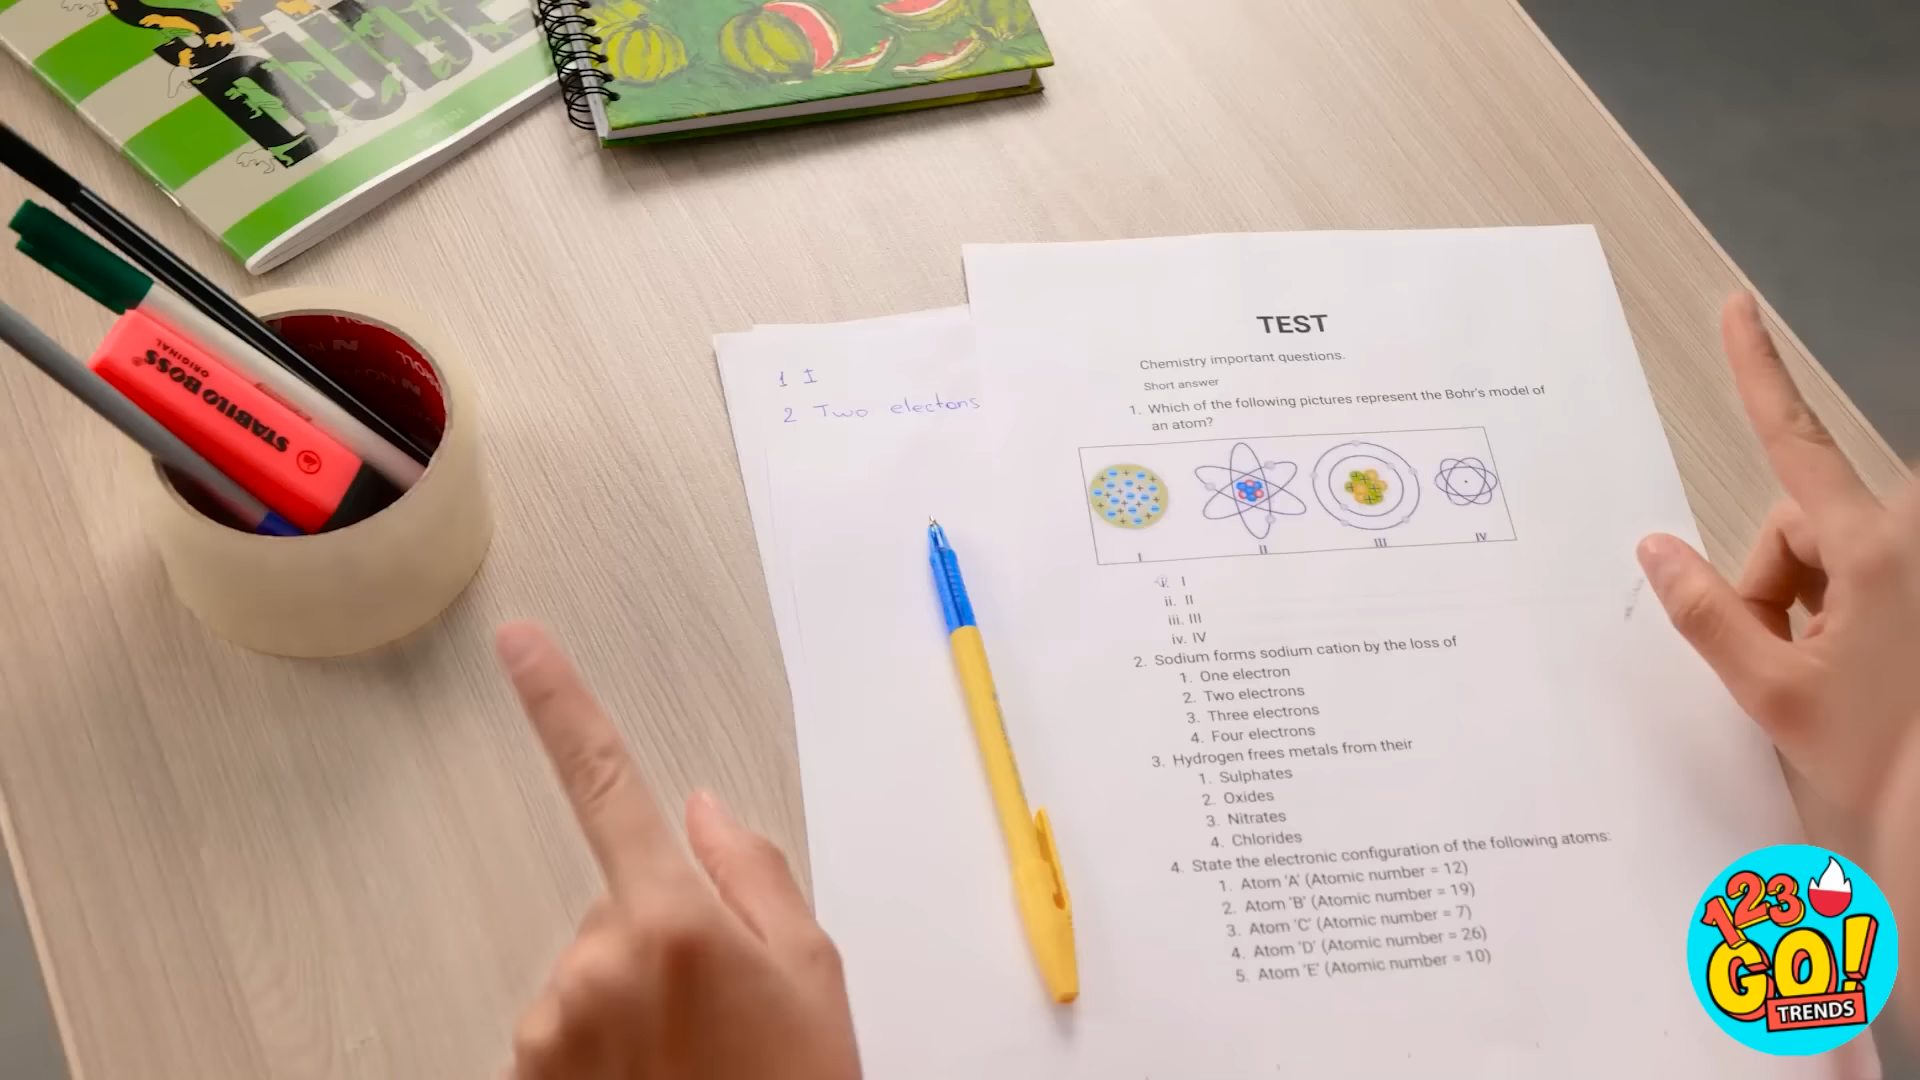 STABILO BOSS
ORIGINAL
1 I
2 Two electons
TEST
Chemistry important questions.
Short answer
1. Which of the following pictures represent the Bohr's model of
an atom?
I II III IV
i. I
ii. II
iii. III
iv. IV
2. Sodium forms sodium cation by the loss of
1. One electron
2. Two electrons
3. Three electrons
4. Four electrons
3. Hydrogen frees metals from their
1. Sulphates
2. Oxides
3. Nitrates
4. Chlorides
4. State the electronic configuration of the following atoms:
1. Atom 'A' (Atomic number = 12)
2. Atom 'B' (Atomic number = 19)
3. Atom 'C' (Atomic number = 7)
4. Atom 'D' (Atomic number = 26)
5. Atom 'E' (Atomic number = 10)
123
GO!
TRENDS